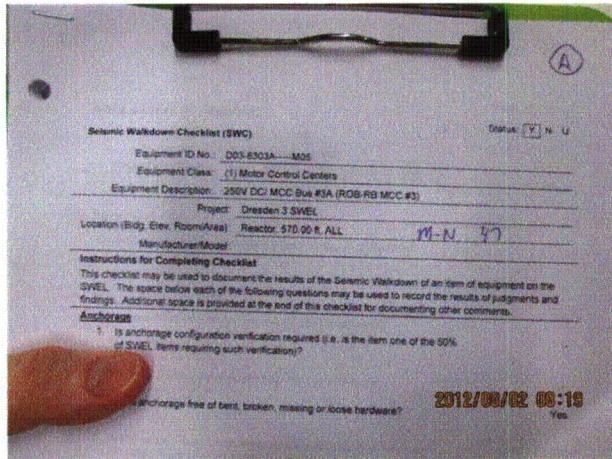 A
Seismic Walkdown Checklist (SWC)
Status: Y N U
Equipment ID No.: D03-8303A-----M05
Equipment Class: (1) Motor Control Centers
Equipment Description: 250V DC/ MCC Bus #3A (ROB-RB MCC #3)
Project: Dresden 3 SWEL
Location (Bldg, Elev, Room/Area) Reactor, 570.00 ft, ALL M-N 47
Manufacturer/Model
Instructions for Completing Checklist
This checklist may be used to document the results of the Seismic Walkdown of an item of equipment on the
SWEL. The space below each of the following questions may be used to record the results of judgments and
findings. Additional space is provided at the end of this checklist for documenting other comments.
Anchorage
1. Is anchorage configuration verification required (i.e. is the item one of the 50%
of SWEL items requiring such verification)?
anchorage free of bent, broken, missing or loose hardware?
Yes
2012/08/02 09:19